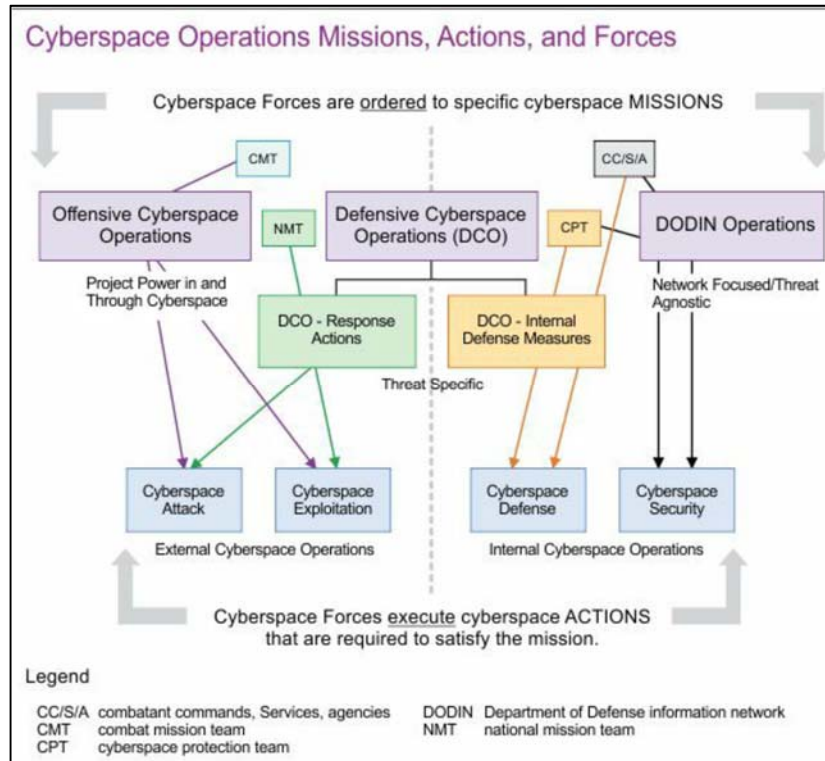 Cyberspace Operations Missions, Actions, and Forces
Cyberspace Forces are ordered to specific cyberspace MISSIONS
CMT
CC/S/A
Offensive Cyberspace
Operations
NMT
Defensive Cyberspace
Operations (DCO)
CPT
DODIN Operations
Project Power in and
Through Cyberspace
Network Focused/Threat
Agnostic
DCO - Response
Actions
DCO - Internal
Defense Measures
Threat Specific
Cyberspace
Attack
Cyberspace
Exploitation
Cyberspace
Defense
Cyberspace
Security
External Cyberspace Operations
Internal Cyberspace Operations
Cyberspace Forces execute cyberspace ACTIONS
that are required to satisfy the mission.
Legend
CC/S/A combatant commands, Services, agencies
CMT combat mission team
CPT cyberspace protection team
DODIN Department of Defense information network
NMT national mission team